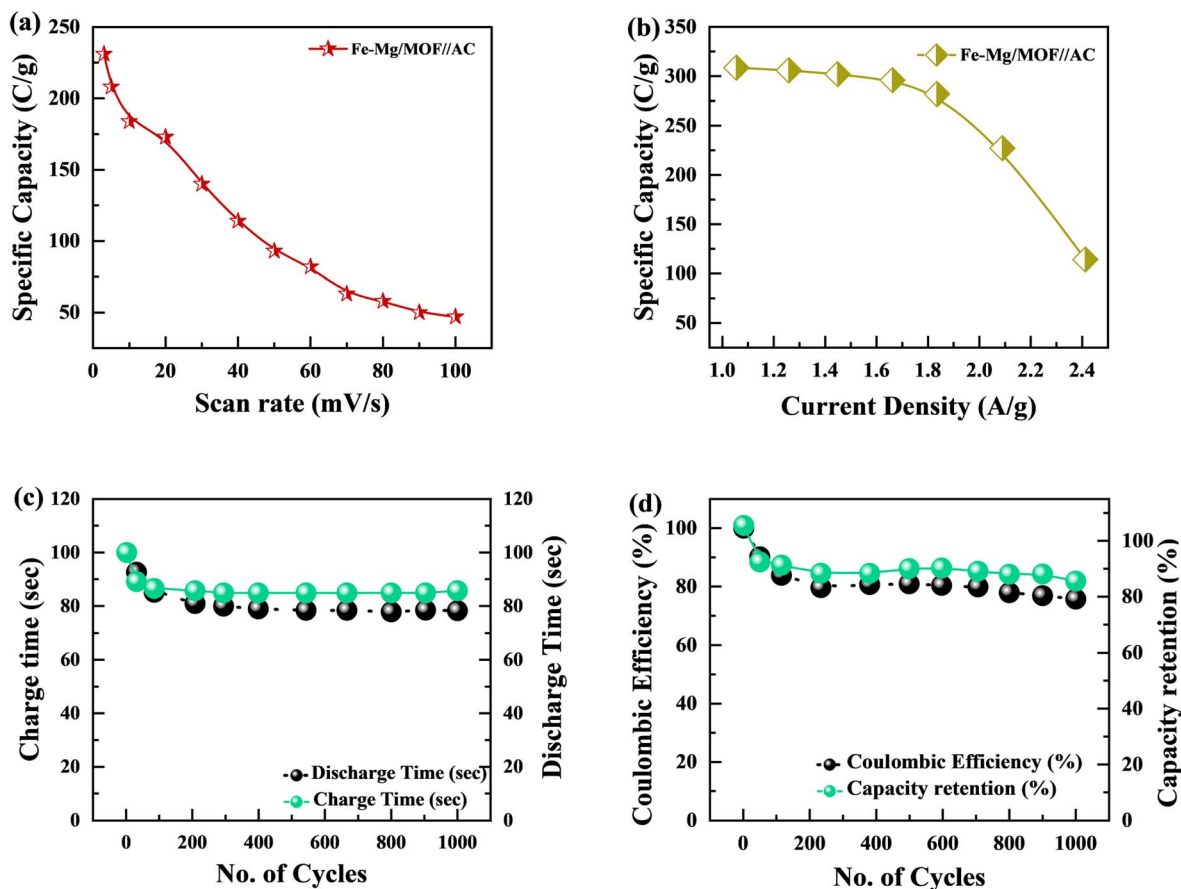 (a)
250
200
150
100
50
Specific Capacity (C/g)
Fe-Mg/MOF//AC
0 20 40 60 80 100
Scan rate (mV/s)
(b)
350
300
250
200
150
100
50
Specific Capacity (C/g)
Fe-Mg/MOF//AC
1.0 1.2 1.4 1.6 1.8 2.0 2.2 2.4
Current Density (A/g)
(c)
120
100
80
60
40
20
0
Charge time (sec)
120
100
80
60
40
20
0
Discharge Time (sec)
Discharge Time (sec)
Charge Time (sec)
0 200 400 600 800 1000
No. of Cycles
(d)
100
80
60
40
20
0
Coulombic Efficiency (%)
100
80
60
40
20
0
Capacity retention (%)
Coulombic Efficiency (%)
Capacity retention (%)
0 200 400 600 800 1000
No. of Cycles